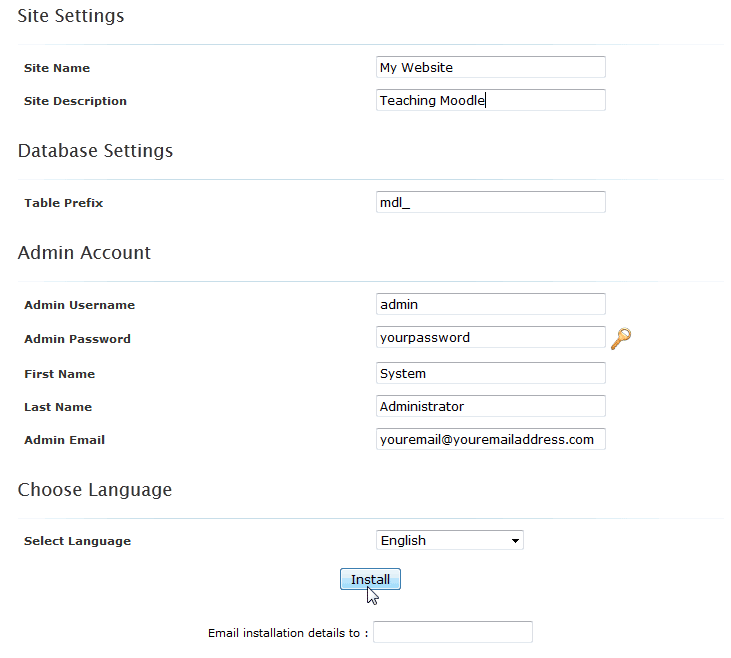 Site Settings
Site Name My Website
Site Description Teaching Moodle
Database Settings
Table Prefix mdl_
Admin Account
Admin Username admin
Admin Password yourpassword
First Name System
Last Name Administrator
Admin Email youremail@youremailaddress.com
Choose Language
Select Language English
Install
Email installation details to :